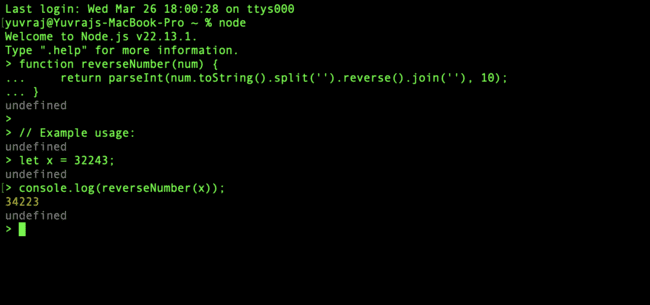 Last login: Wed Mar 26 18:00:28 on ttys000
[yuvraj@Yuvrajs-MacBook-Pro ~ % node
Welcome to Node.js v22.13.1.
Type ".help" for more information.
> function reverseNumber(num) {
...     return parseInt(num.toString().split('').reverse().join(''), 10);
... }
undefined
>
> // Example usage:
undefined
> let x = 32243;
undefined
[> console.log(reverseNumber(x));
34223
undefined
>